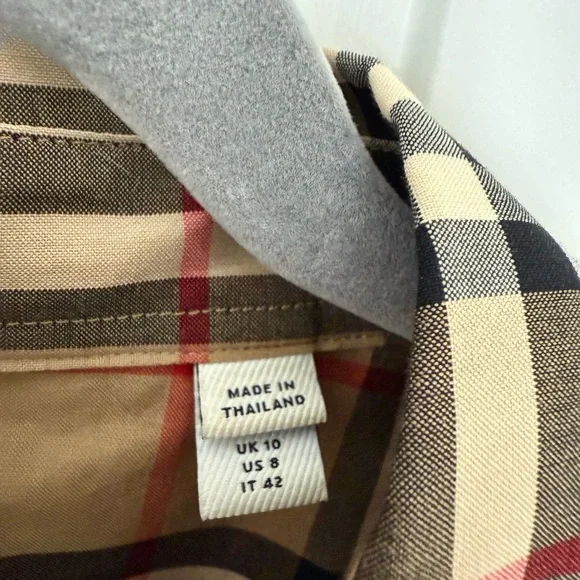 MADE IN
THAILAND
UK 10
US 8
IT 42